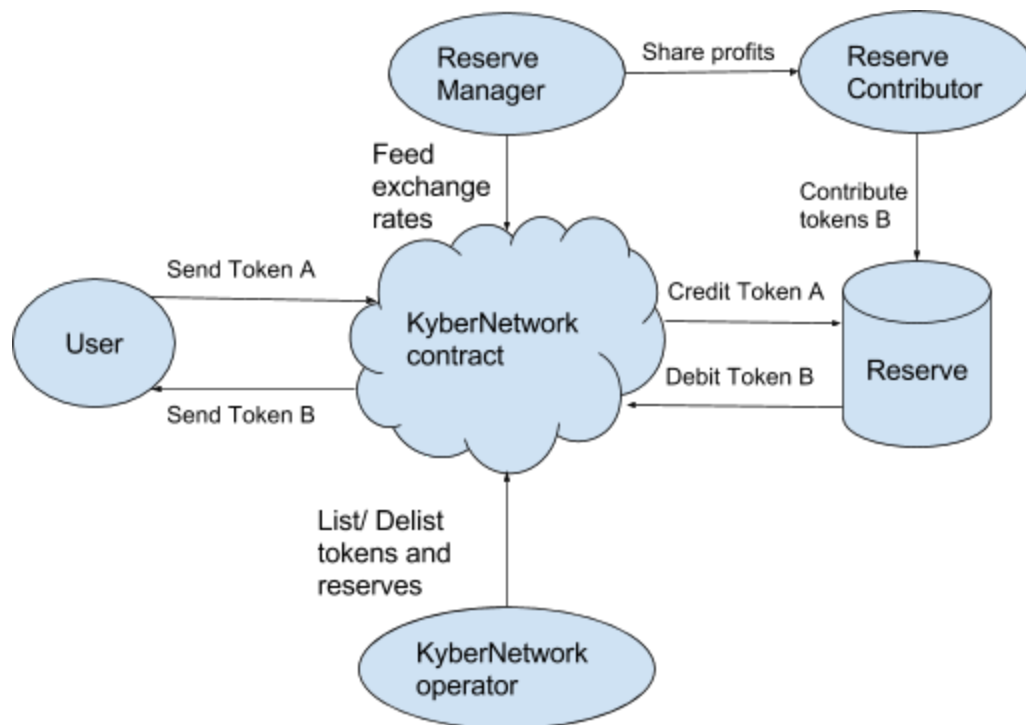 Reserve
Manager
Share profits
Reserve
Contributor
Feed
exchange
rates
Contribute
tokens B
Send Token A
User
Send Token B
KyberNetwork
contract
Credit Token A
Debit Token B
Reserve
List/ Delist
tokens and
reserves
KyberNetwork
operator